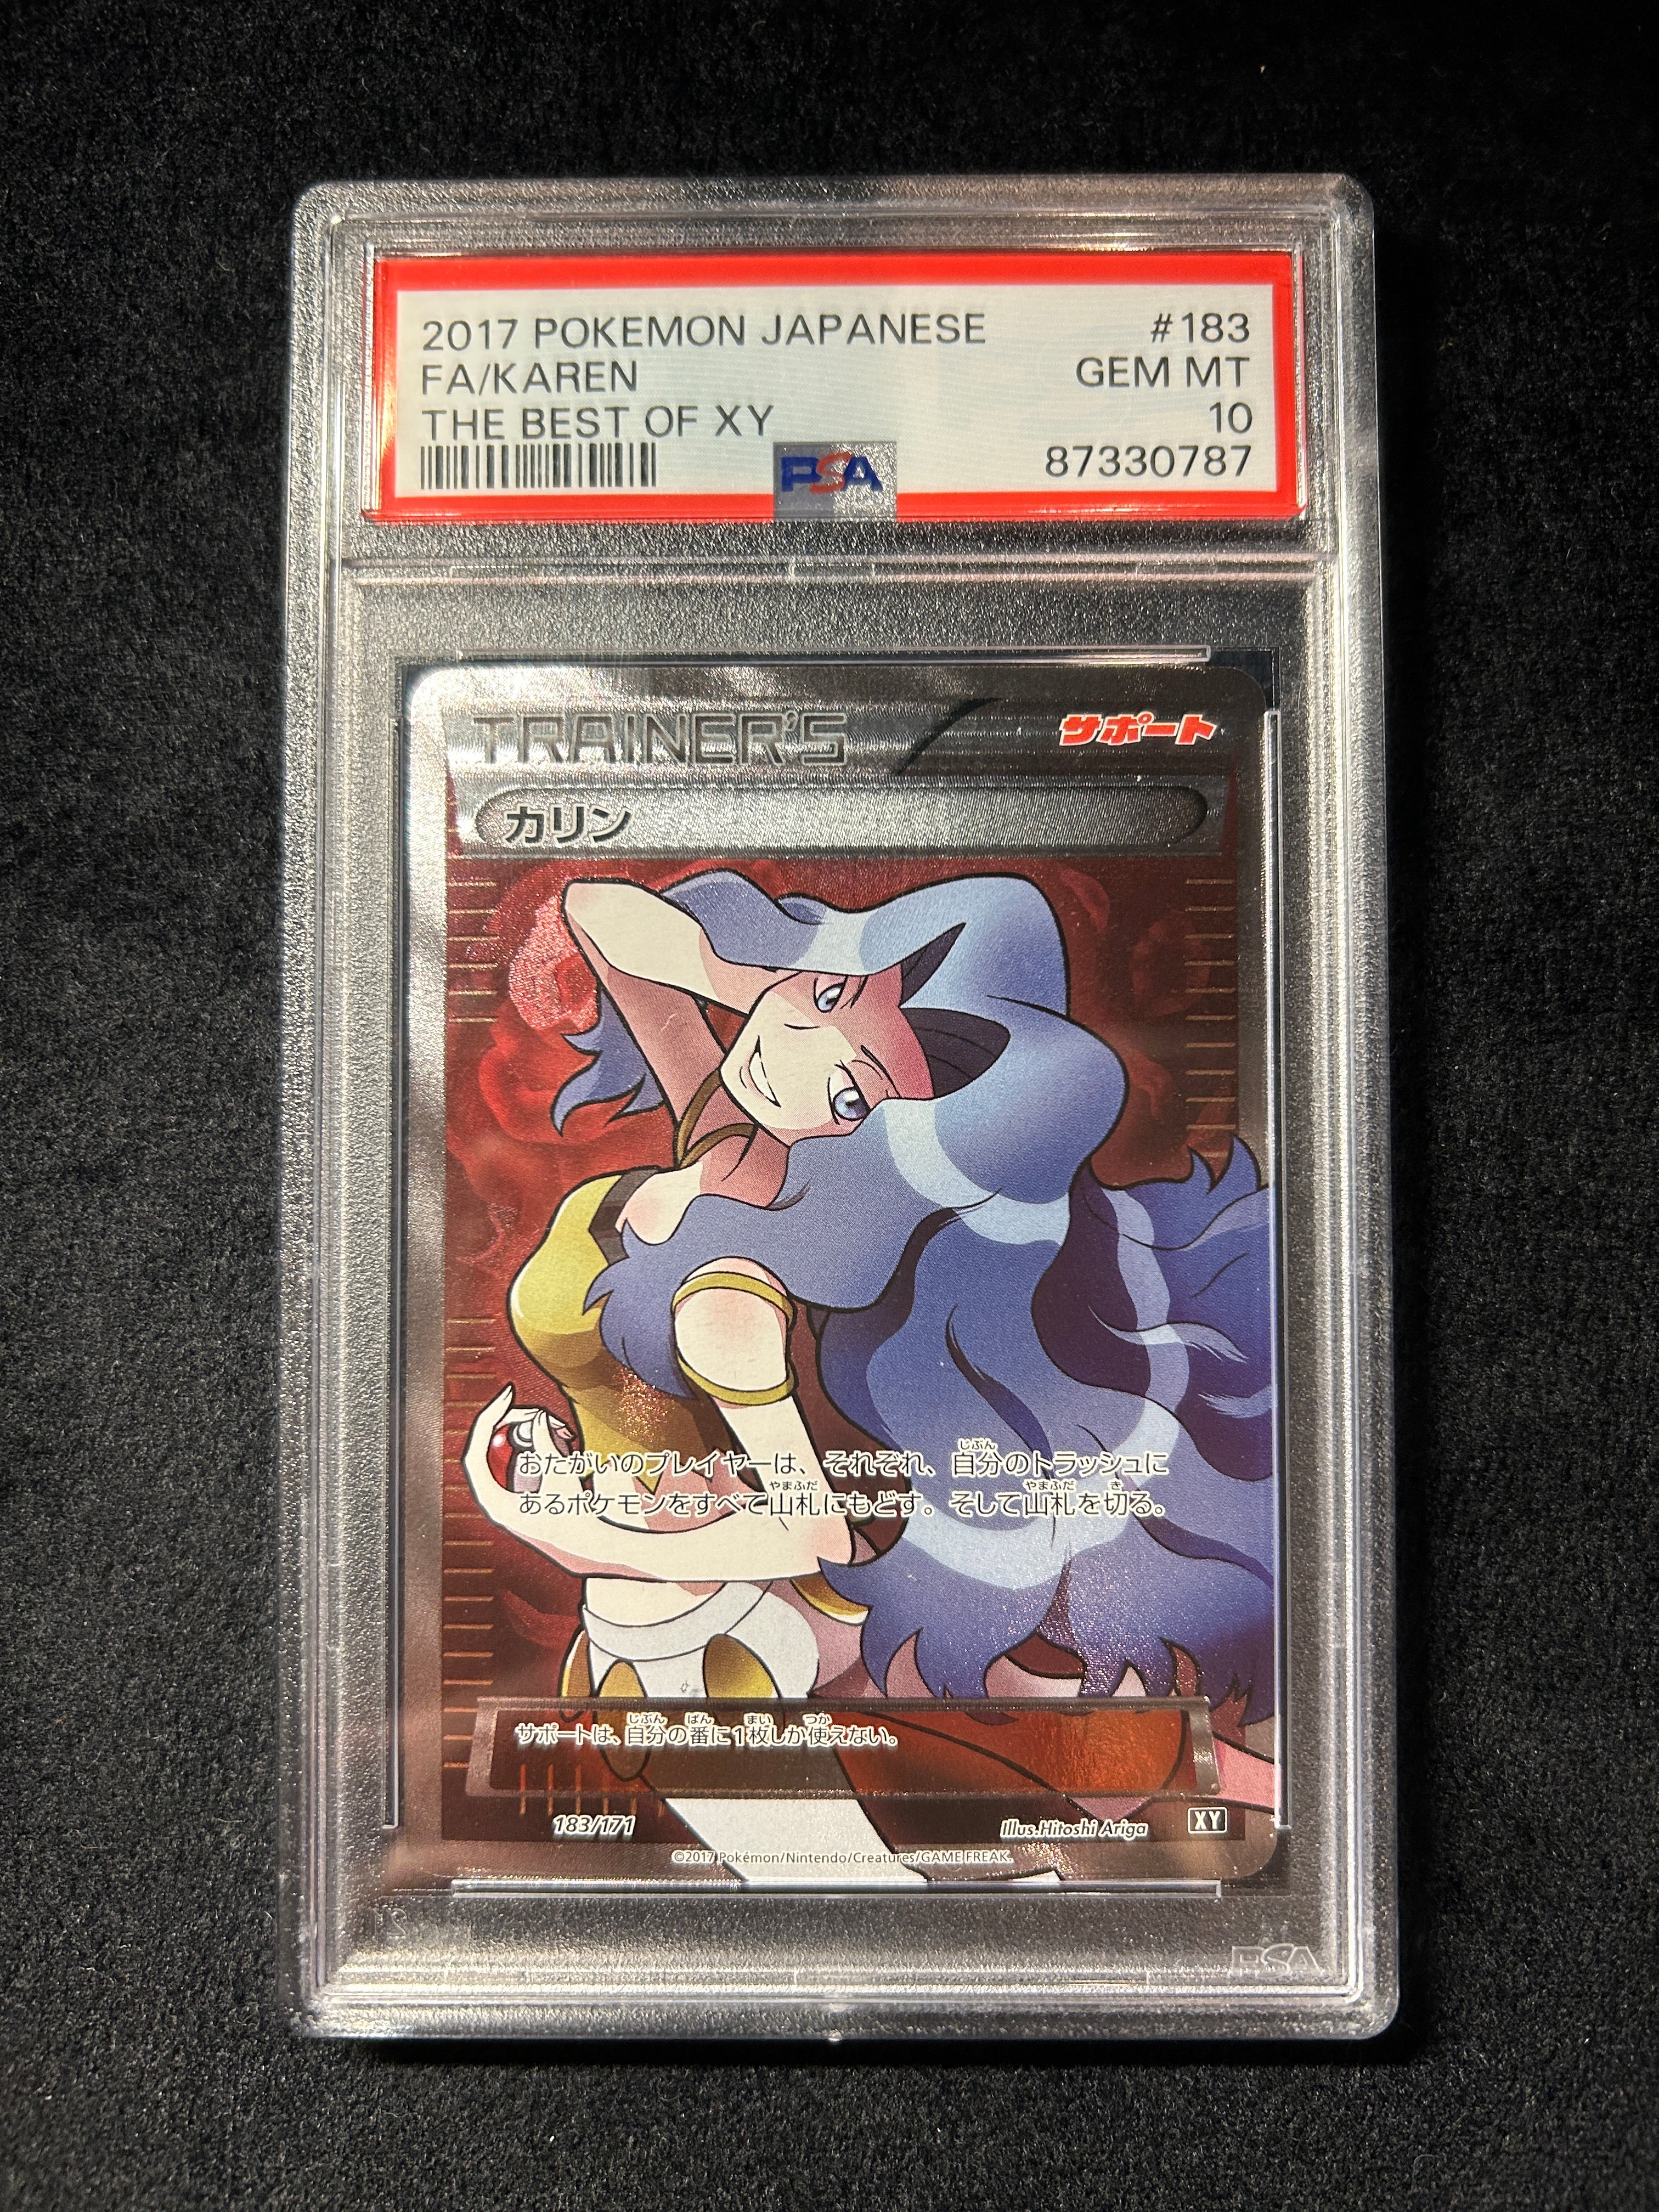 2017 POKEMON JAPANESE #183
FA/KAREN GEM MT
THE BEST OF XY 10
PSA 87330787
TRAINER'S サポート
カリン
おたがいのプレイヤーは、それぞれ、自分のトラッシュに
あるポケモンをすべて山札にもどす。そして山札を切る。
サポートは、自分の番に1枚しか使えない。
183/171 Illus.Hitoshi Ariga XY
©2017 Pokémon/Nintendo/Creatures/GAME FREAK.
PSA